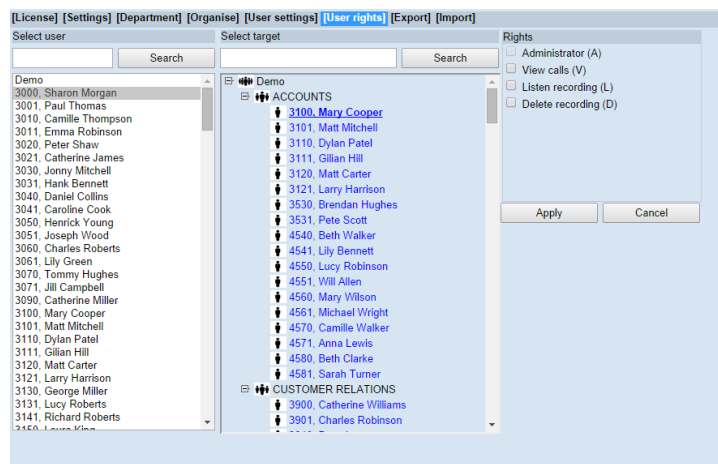 [License] [Settings] [Department] [Organise] [User settings] [User rights] [Export] [Import]
Select user
Search
Demo
3000, Sharon Morgan
3001, Paul Thomas
3010, Camille Thompson
3011, Emma Robinson
3020, Peter Shaw
3021, Catherine James
3030, Jonny Mitchell
3031, Hank Bennett
3040, Daniel Collins
3041, Caroline Cook
3050, Henrick Young
3051, Joseph Wood
3060, Charles Roberts
3061, Lily Green
3070, Tommy Hughes
3071, Jill Campbell
3090, Catherine Miller
3100, Mary Cooper
3101, Matt Mitchell
3110, Dylan Patel
3111, Gilian Hill
3120, Matt Carter
3121, Larry Harrison
3130, George Miller
3131, Lucy Roberts
3141, Richard Roberts
3150, Laura King
Select target
Search
Demo
ACCOUNTS
3100, Mary Cooper
3101, Matt Mitchell
3110, Dylan Patel
3111, Gilian Hill
3120, Matt Carter
3121, Larry Harrison
3530, Brendan Hughes
3531, Pete Scott
4540, Beth Walker
4541, Lily Bennett
4550, Lucy Robinson
4551, Will Allen
4560, Mary Wilson
4561, Michael Wright
4570, Camille Walker
4571, Anna Lewis
4580, Beth Clarke
4581, Sarah Turner
CUSTOMER RELATIONS
3900, Catherine Williams
3901, Charles Robinson
Rights
Administrator (A)
View calls (V)
Listen recording (L)
Delete recording (D)
Apply
Cancel